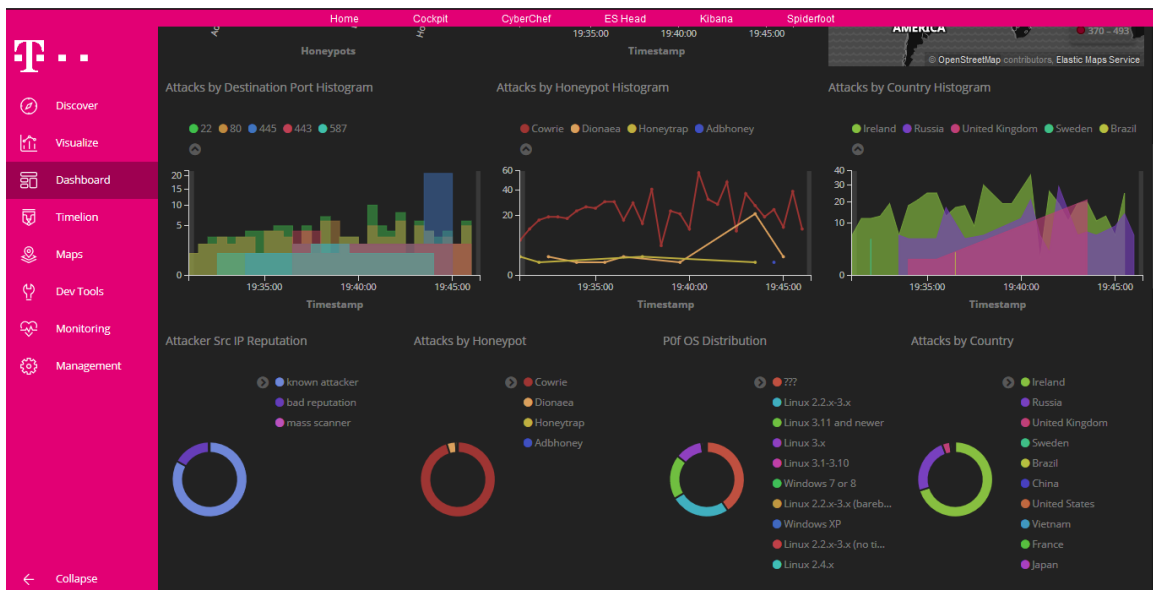 Home Cockpit CyberChef ES Head Kibana Spiderfoot
T
19:35:00 19:40:00 19:45:00
AMERICA
370 – 493
Honeypots
Timestamp
© OpenStreetMap contributors, Elastic Maps Service
Discover
Visualize
Dashboard
Timelion
Maps
Dev Tools
Monitoring
Management
Collapse
Attacks by Destination Port Histogram
22 80 445 443 587
20
15
10
5
0
19:35:00 19:40:00 19:45:00
Timestamp
Attacks by Honeypot Histogram
Cowrie Dionaea Honeytrap Adbhoney
60
40
20
0
19:35:00 19:40:00 19:45:00
Timestamp
Attacks by Country Histogram
Ireland Russia United Kingdom Sweden Brazil
40
30
20
10
0
19:35:00 19:40:00 19:45:00
Timestamp
Attacker Src IP Reputation
known attacker
bad reputation
mass scanner
Attacks by Honeypot
Cowrie
Dionaea
Honeytrap
Adbhoney
P0f OS Distribution
???
Linux 2.2.x-3.x
Linux 3.11 and newer
Linux 3.x
Linux 3.1-3.10
Windows 7 or 8
Linux 2.2.x-3.x (bareb...
Windows XP
Linux 2.2.x-3.x (no ti...
Linux 2.4.x
Attacks by Country
Ireland
Russia
United Kingdom
Sweden
Brazil
China
United States
Vietnam
France
Japan